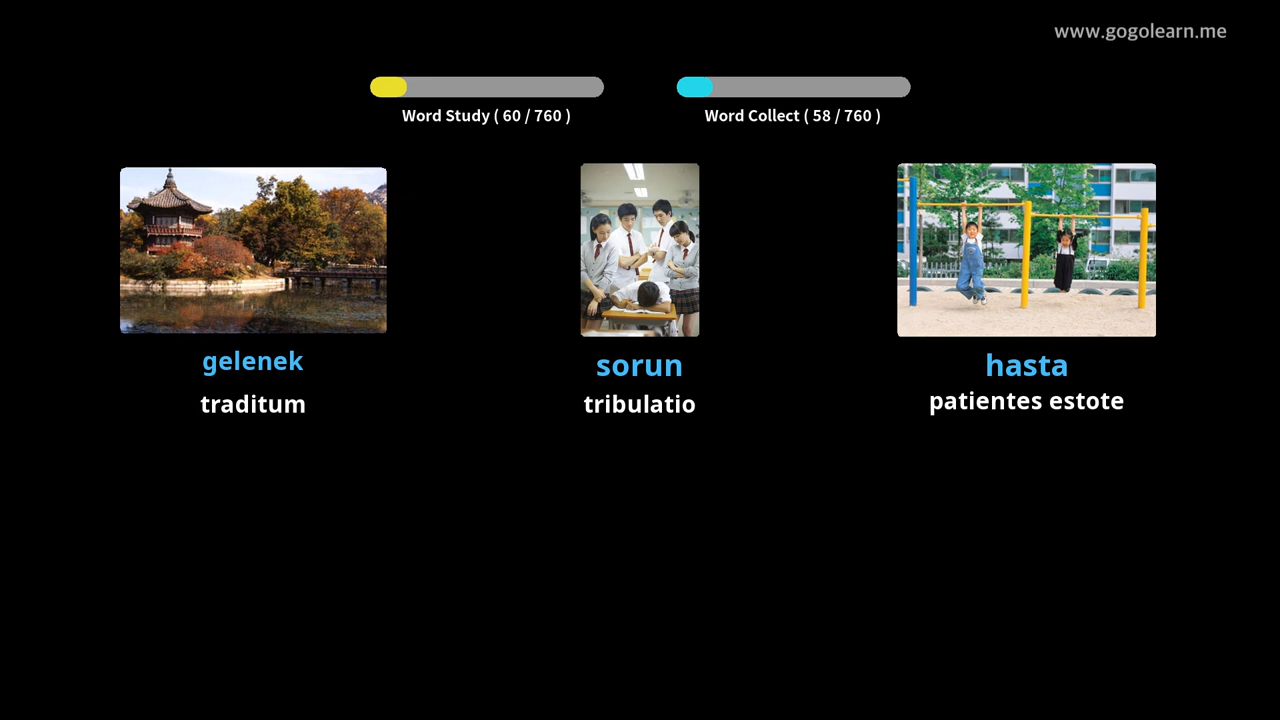 www.gogolearn.me
Word Study ( 60 / 760 )
Word Collect ( 58 / 760 )
gelenek
sorun
hasta
traditum
tribulatio
patientes estote